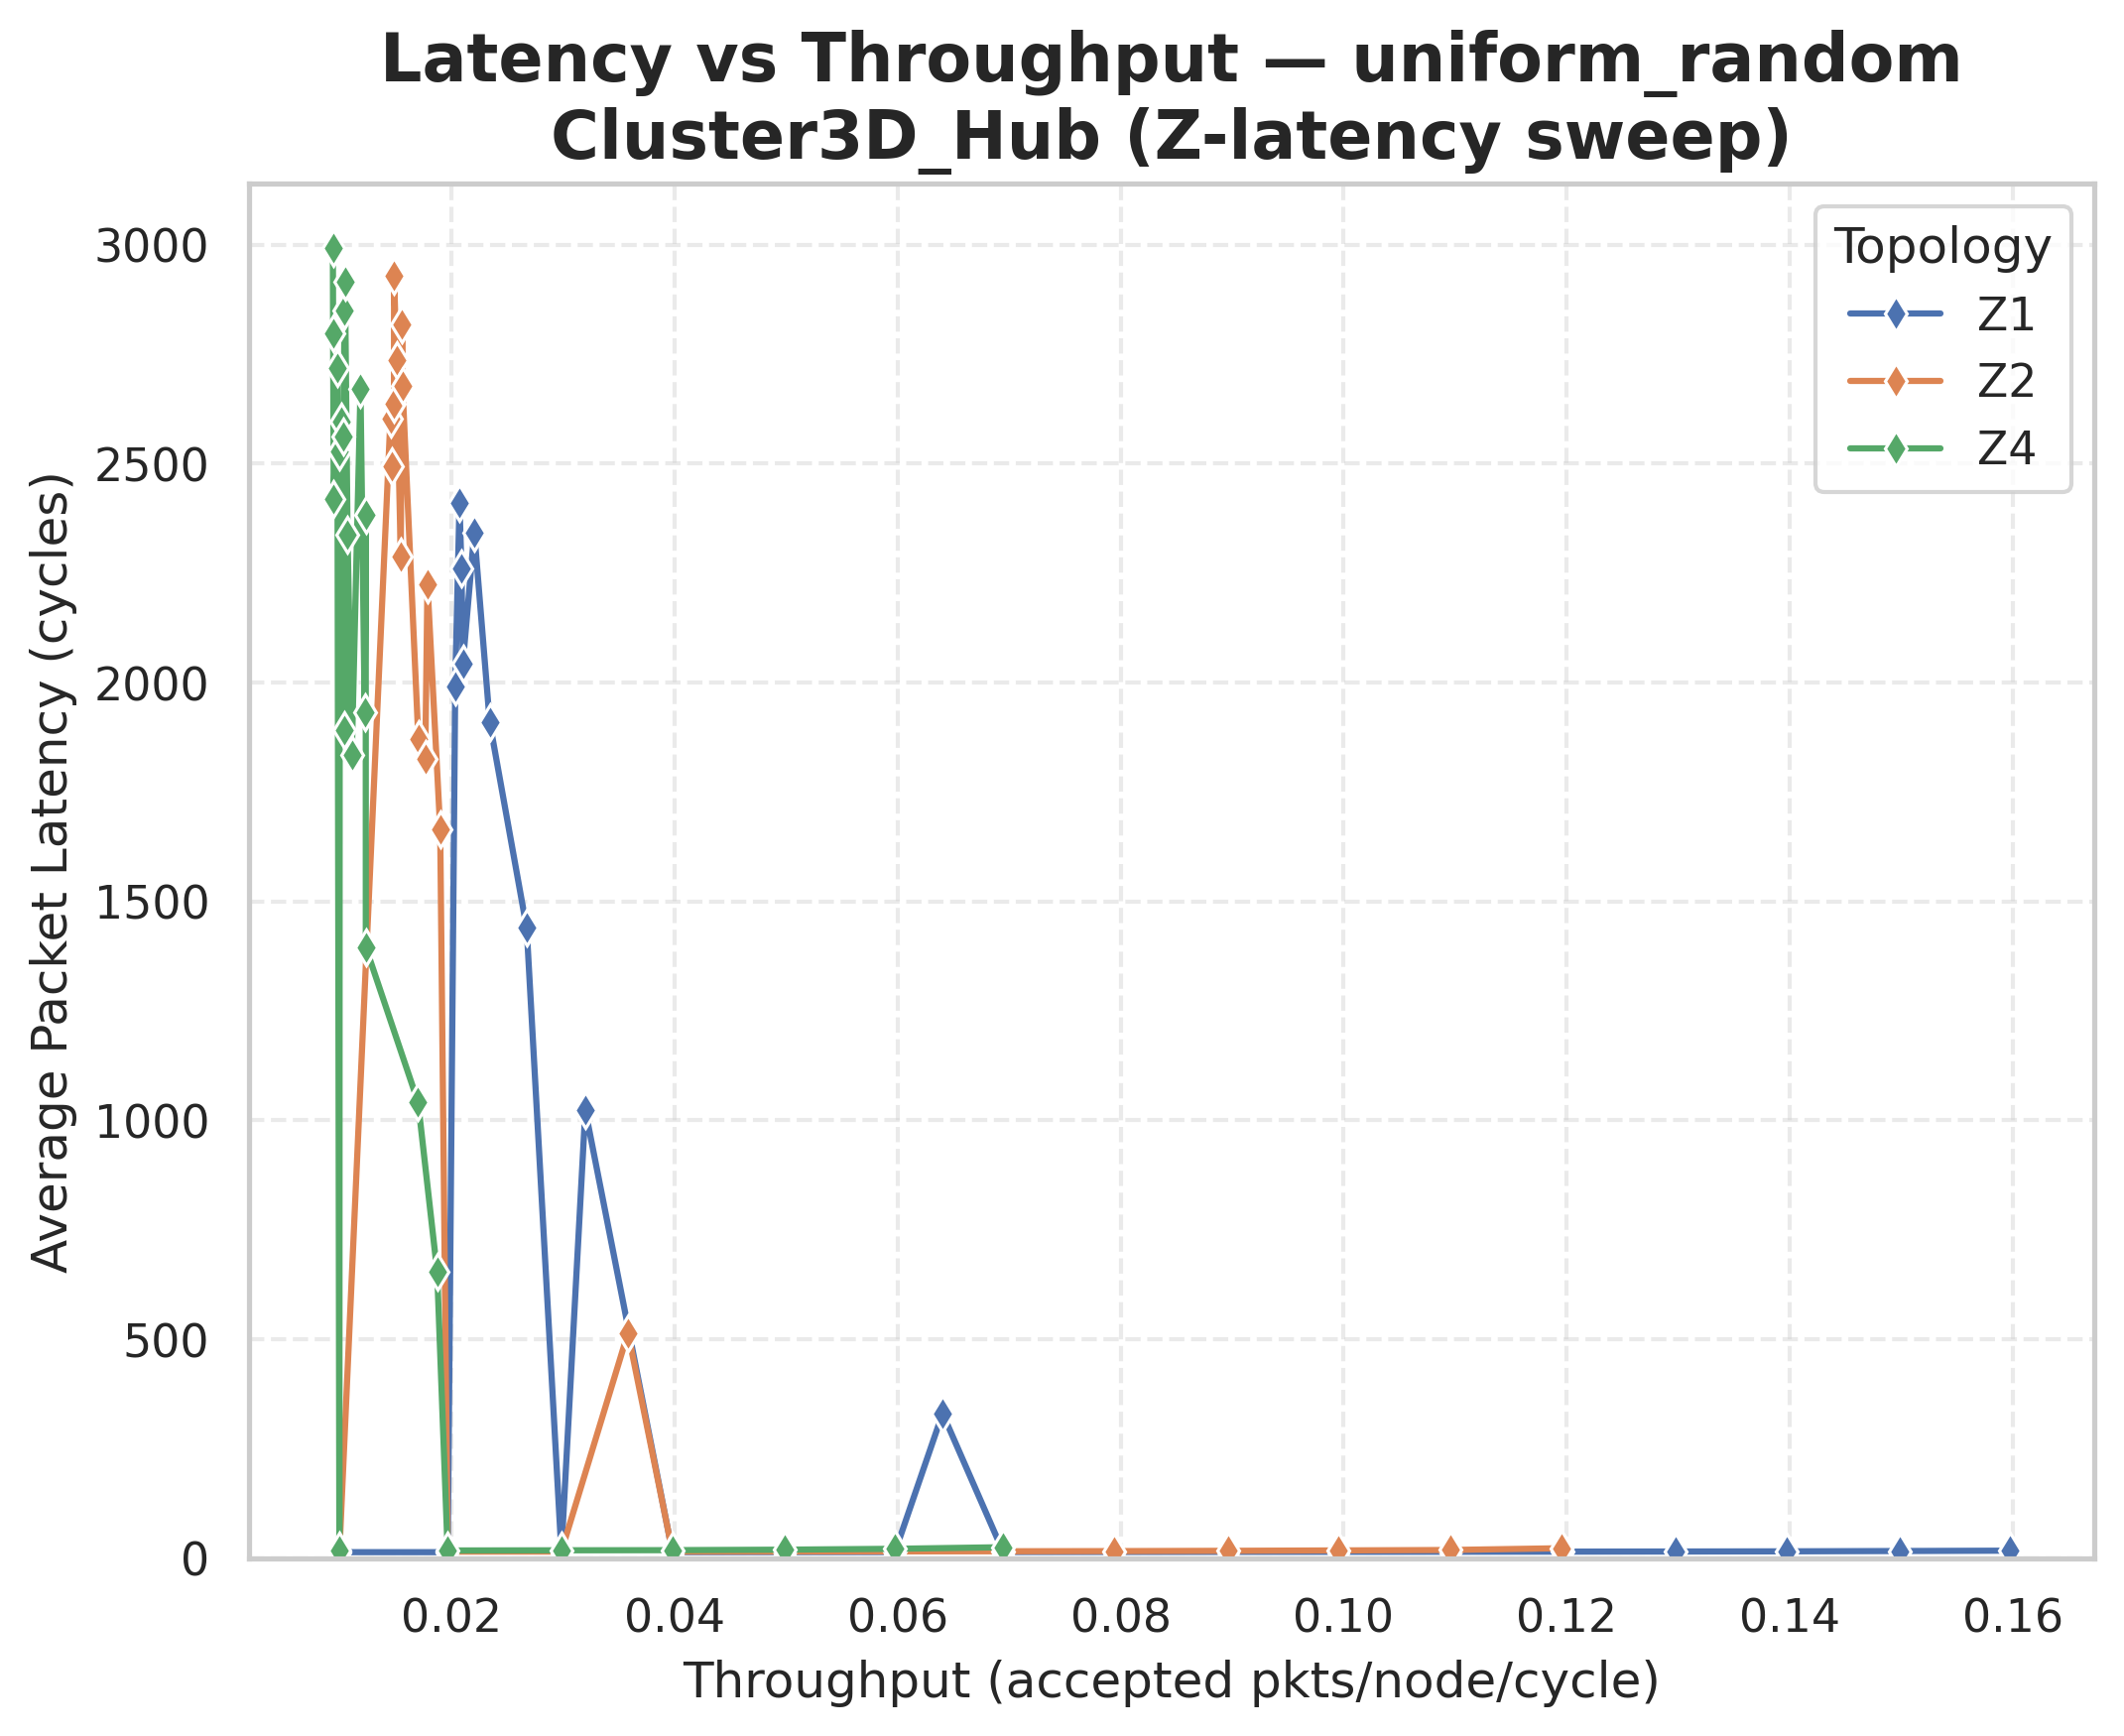 Latency vs Throughput — uniform_random
Cluster3D_Hub (Z-latency sweep)
Average Packet Latency (cycles)
3000
2500
2000
1500
1000
500
0
Topology
Z1
Z2
Z4
0.02 0.04 0.06 0.08 0.10 0.12 0.14 0.16
Throughput (accepted pkts/node/cycle)